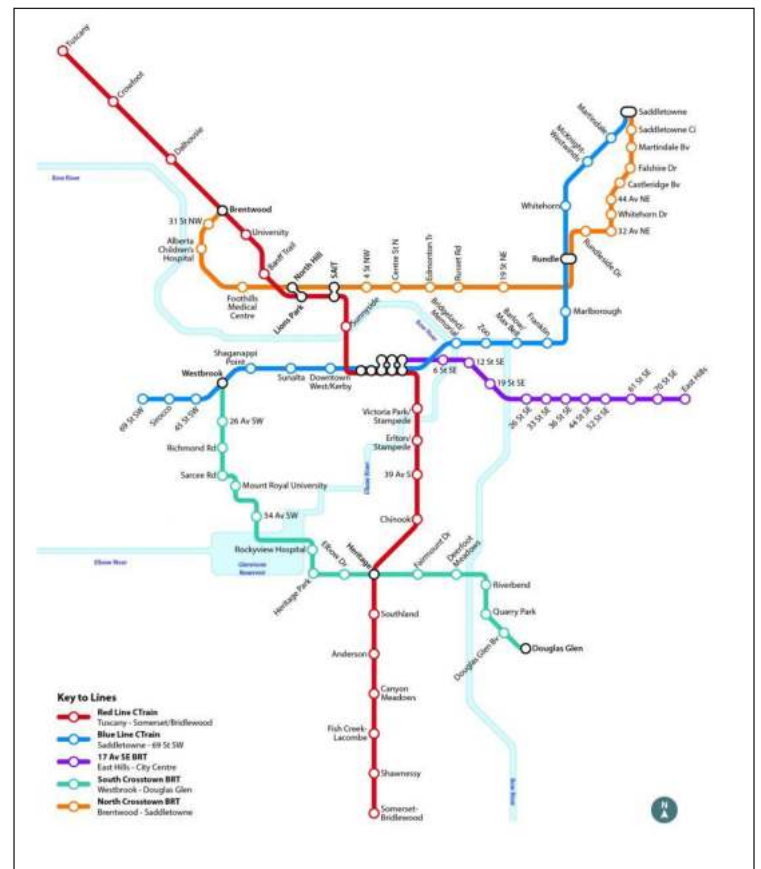 Tuscany
Crowfoot
Dalhousie
Bow River
Brentwood
31 St NW
University
Alberta
Children's
Hospital
Banff Trail
Foothills
Medical
Centre
North Hill
Lions Park
SAIT
4 St NW
Centre St N
Edmonton Tr
Russet Rd
19 St NE
Martindale
McKnight-
Westwinds
Saddletowne
Saddletowne Ci
Martindale Bv
Falshire Dr
Castleridge Bv
44 Av NE
Whitehorn Dr
32 Av NE
Rundleside Dr
Whitehorn
Rundle
Marlborough
Sunnyside
Bow River
Bridgeland/
Memorial
Zoo
Barlow/
Max Bell
Franklin
Shaganappi
Point
Westbrook
Sunalta
Downtown
West/Kerby
69 St SW
Sirocco
45 St SW
6 St SE
12 St SE
19 St SE
26 St SE
33 St SE
36 St SE
44 St SE
52 St SE
61 St SE
70 St SE
East Hills
26 Av SW
Richmond Rd
Sarcee Rd
Mount Royal University
54 Av SW
Rockyview Hospital
Victoria Park/
Stampede
Erlton/
Stampede
Elbow River
39 Av S
Chinook
Elbow River
Glenmore
Reservoir
Heritage Park
Elbow Dr
Heritage
Fairmount Dr
Deerfoot
Meadows
Riverbend
Quarry Park
Douglas Glen Bv
Douglas Glen
Southland
Anderson
Canyon
Meadows
Fish Creek-
Lacombe
Shawnessy
Somerset-
Bridlewood
Bow River
Key to Lines
Red Line CTrain
Tuscany - Somerset/Bridlewood
Blue Line CTrain
Saddletowne - 69 St SW
17 Av SE BRT
East Hills - City Centre
South Crosstown BRT
Westbrook - Douglas Glen
North Crosstown BRT
Brentwood - Saddletowne
N